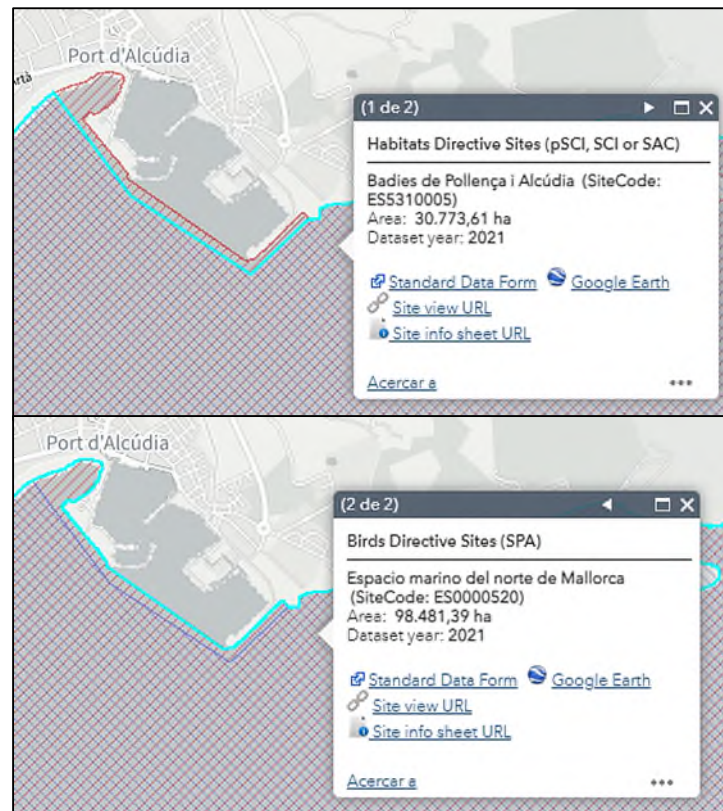 Port d'Alcúdia
Artà
(1 de 2)
Habitats Directive Sites (pSCI, SCI or SAC)
Badies de Pollença i Alcúdia (SiteCode:
ES5310005)
Area: 30.773,61 ha
Dataset year: 2021
Standard Data Form Google Earth
Site view URL
Site info sheet URL
Acercar a
Port d'Alcúdia
(2 de 2)
Birds Directive Sites (SPA)
Espacio marino del norte de Mallorca
(SiteCode: ES0000520)
Area: 98.481,39 ha
Dataset year: 2021
Standard Data Form Google Earth
Site view URL
Site info sheet URL
Acercar a